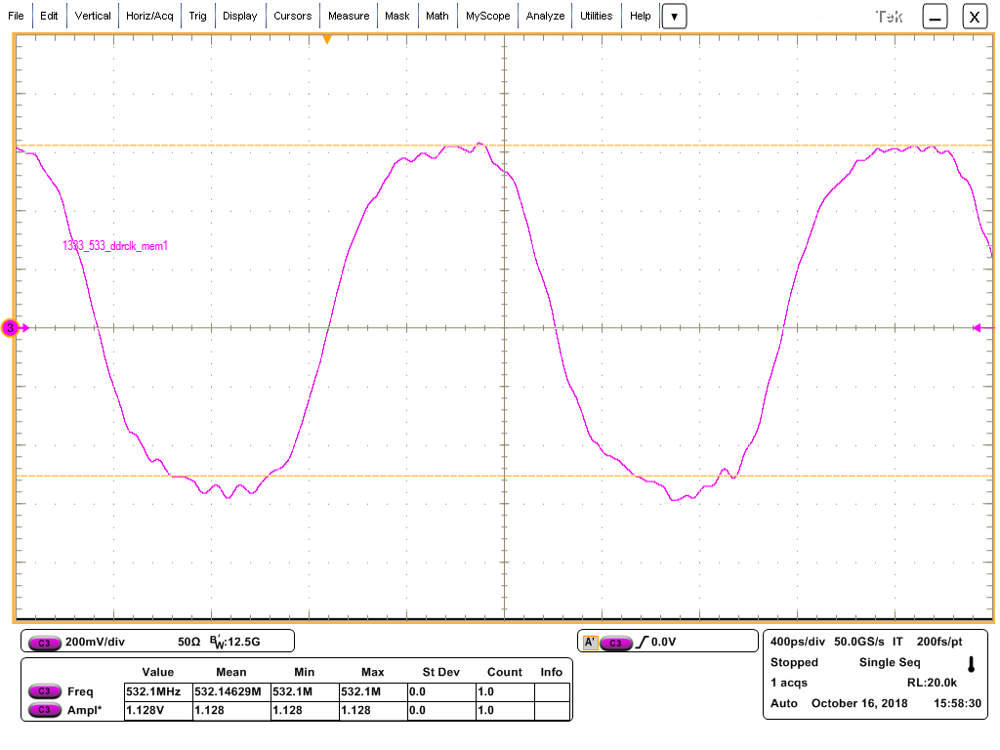 File Edit Vertical Horiz/Acq Trig Display Cursors Measure Mask Math MyScope Analyze Utilities Help ▼ Tek X
1333_533_ddrclk_mem1
3
C3 200mV/div 50Ω BW:12.5G
A' C3 0.0V
400ps/div 50.0GS/s IT 200fs/pt
Stopped Single Seq
1 acqs RL:20.0k
Auto October 16, 2018 15:58:30
Value Mean Min Max St Dev Count Info
C3 Freq 532.1MHz 532.14629M 532.1M 532.1M 0.0 1.0
C3 Ampl* 1.128V 1.128 1.128 1.128 0.0 1.0